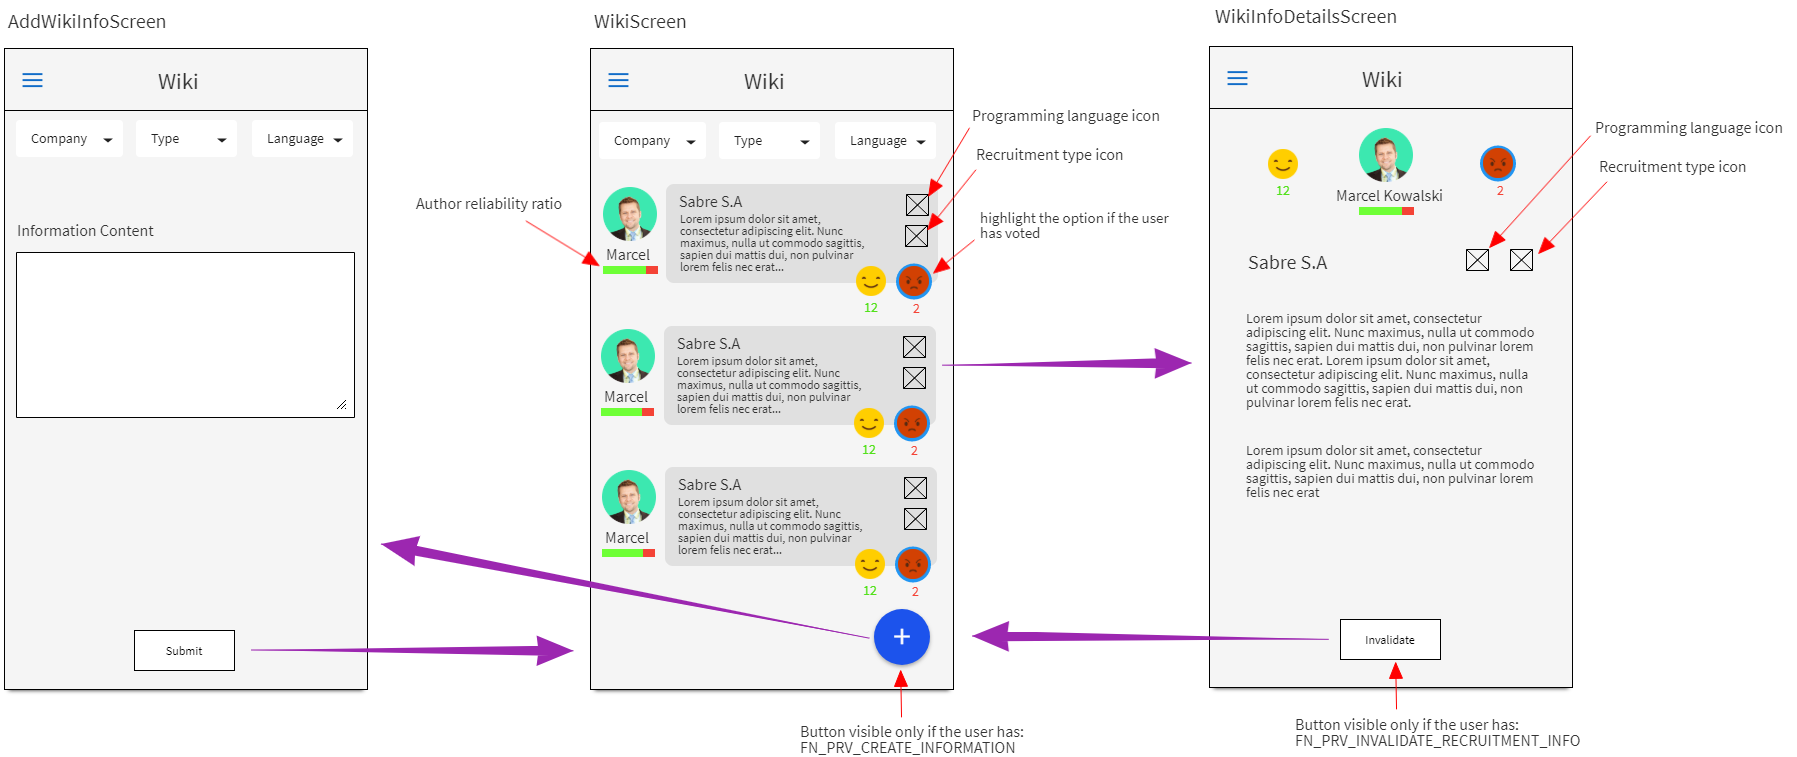 AddWikiInfoScreen
Wiki
Company
Type
Language
Information Content
Submit
WikiScreen
Wiki
Company
Type
Language
Author reliability ratio
Marcel
Sabre S.A
Lorem ipsum dolor sit amet,
consectetur adipiscing elit. Nunc
maximus, nulla ut commodo sagittis,
sapien dui mattis dui, non pulvinar
lorem felis nec erat...
12
2
Programming language icon
Recruitment type icon
highlight the option if the user
has voted
Marcel
Sabre S.A
Lorem ipsum dolor sit amet,
consectetur adipiscing elit. Nunc
maximus, nulla ut commodo sagittis,
sapien dui mattis dui, non pulvinar
lorem felis nec erat...
12
2
Marcel
Sabre S.A
Lorem ipsum dolor sit amet,
consectetur adipiscing elit. Nunc
maximus, nulla ut commodo sagittis,
sapien dui mattis dui, non pulvinar
lorem felis nec erat...
12
2
+
Button visible only if the user has:
FN_PRV_CREATE_INFORMATION
WikiInfoDetailsScreen
Wiki
12
Marcel Kowalski
2
Programming language icon
Recruitment type icon
Sabre S.A
Lorem ipsum dolor sit amet, consectetur
adipiscing elit. Nunc maximus, nulla ut commodo
sagittis, sapien dui mattis dui, non pulvinar lorem
felis nec erat. Lorem ipsum dolor sit amet,
consectetur adipiscing elit. Nunc maximus, nulla
ut commodo sagittis, sapien dui mattis dui, non
pulvinar lorem felis nec erat.
Lorem ipsum dolor sit amet, consectetur
adipiscing elit. Nunc maximus, nulla ut commodo
sagittis, sapien dui mattis dui, non pulvinar lorem
felis nec erat
Invalidate
Button visible only if the user has:
FN_PRV_INVALIDATE_RECRUITMENT_INFO